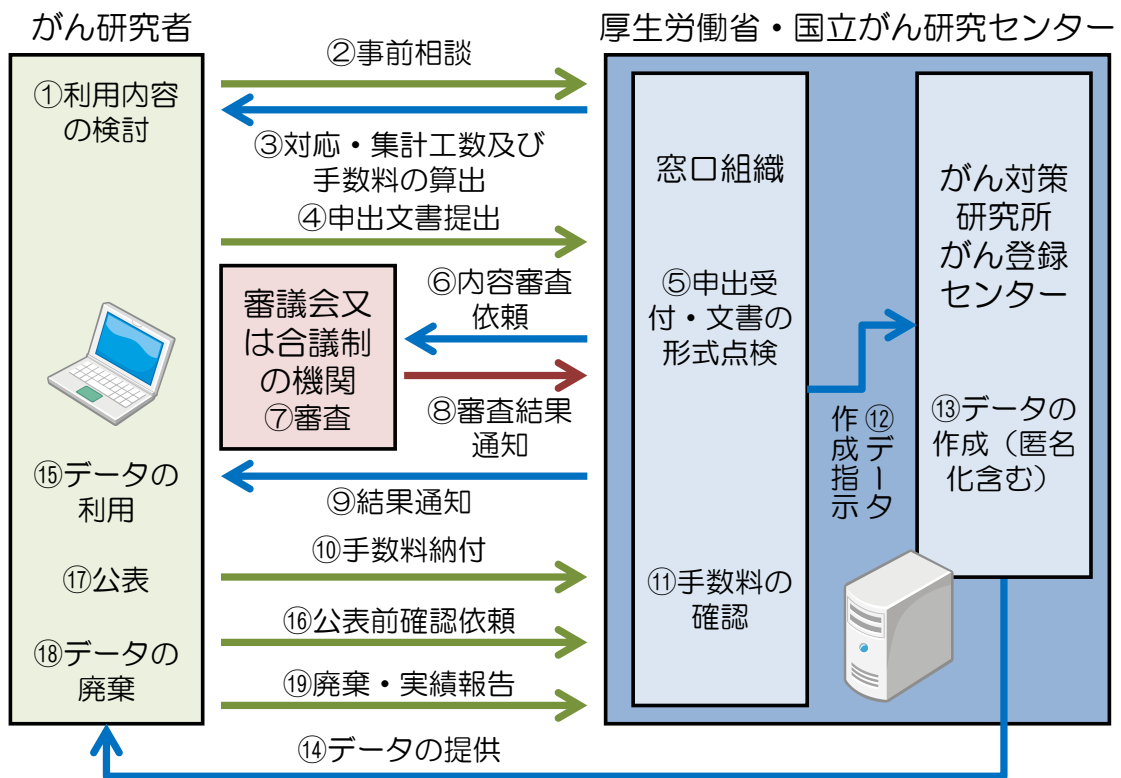 がん研究者
厚生労働省・国立がん研究センター
①利用内容
の検討
②事前相談
③対応・集計工数及び
手数料の算出
④申出文書提出
窓口組織
がん対策
研究所
がん登録
センター
⑤申出受
付・文書の
形式点検
⑥内容審査
依頼
審議会又
は合議制
の機関
⑦審査
⑧審査結果
通知
⑨結果通知
⑩手数料納付
⑪手数料の
確認
⑫データ
作成指示
⑬データの
作成（匿名
化含む）
⑭データの提供
⑮データの
利用
⑯公表前確認依頼
⑰公表
⑱データの
廃棄
⑲廃棄・実績報告